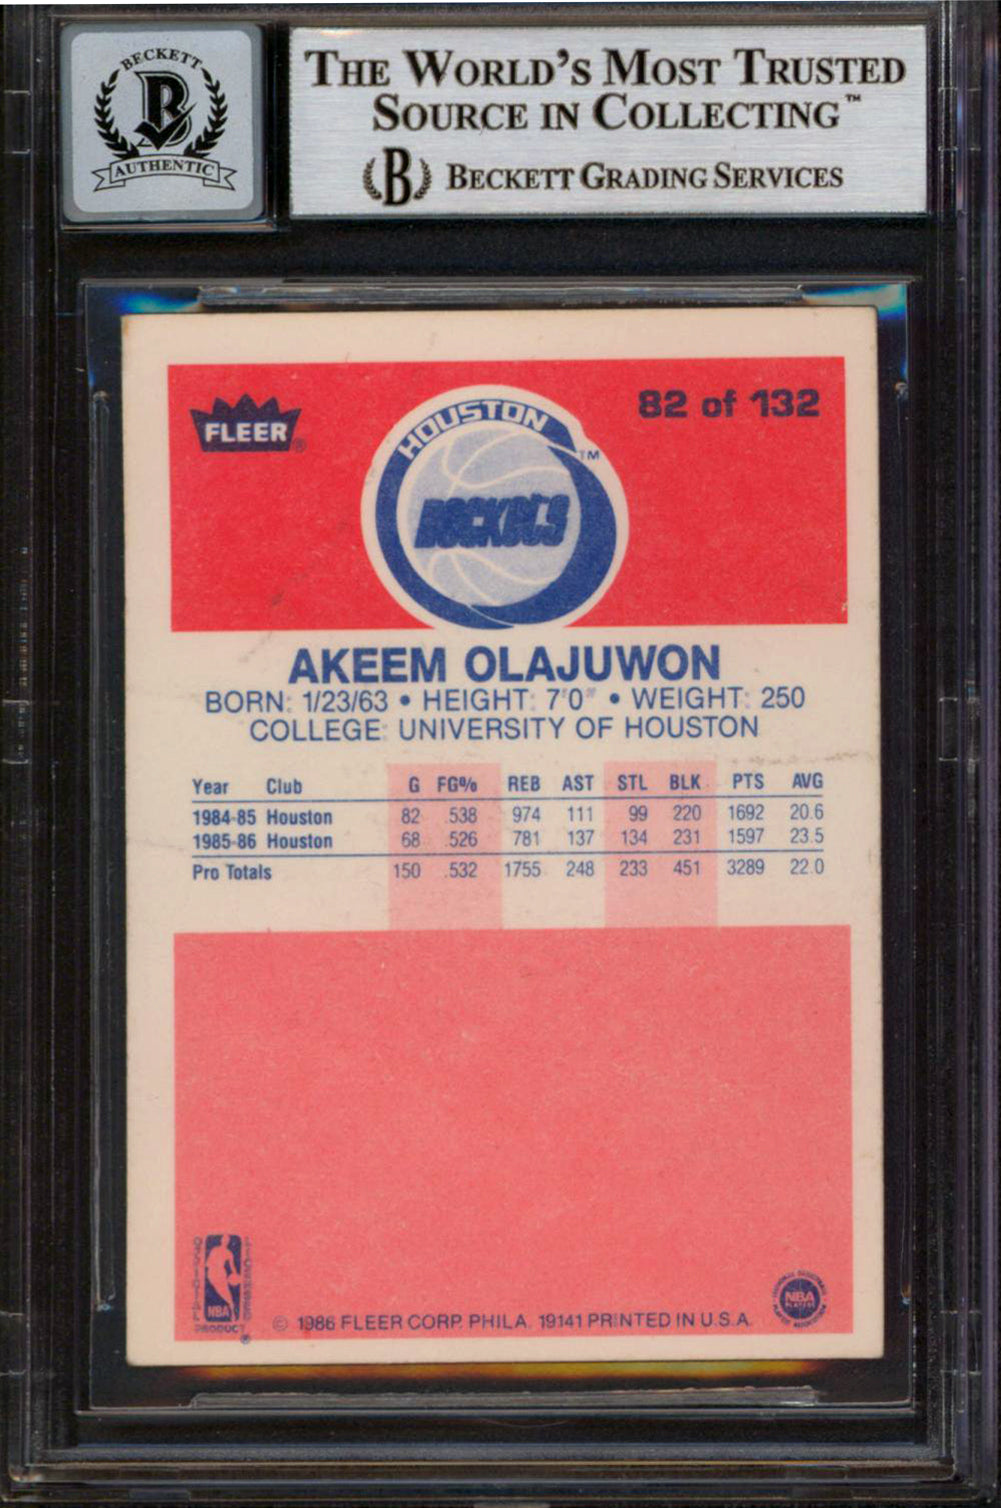 BECKETT
B
AUTHENTIC
THE WORLD'S MOST TRUSTED
SOURCE IN COLLECTING™
B BECKETT GRADING SERVICES
FLEER®
HOUSTON
ROCKETS
TM
82 of 132
AKEEM OLAJUWON
BORN: 1/23/63 • HEIGHT: 7'0" • WEIGHT: 250
COLLEGE: UNIVERSITY OF HOUSTON
Year Club G FG% REB AST STL BLK PTS AVG
1984-85 Houston 82 .538 974 111 99 220 1692 20.6
1985-86 Houston 68 .526 781 137 134 231 1597 23.5
Pro Totals 150 .532 1755 248 233 451 3289 22.0
NBA
PRODUCT
®
© 1986 FLEER CORP. PHILA. 19141 PRINTED IN U.S.A.
NBA
PLAYERS